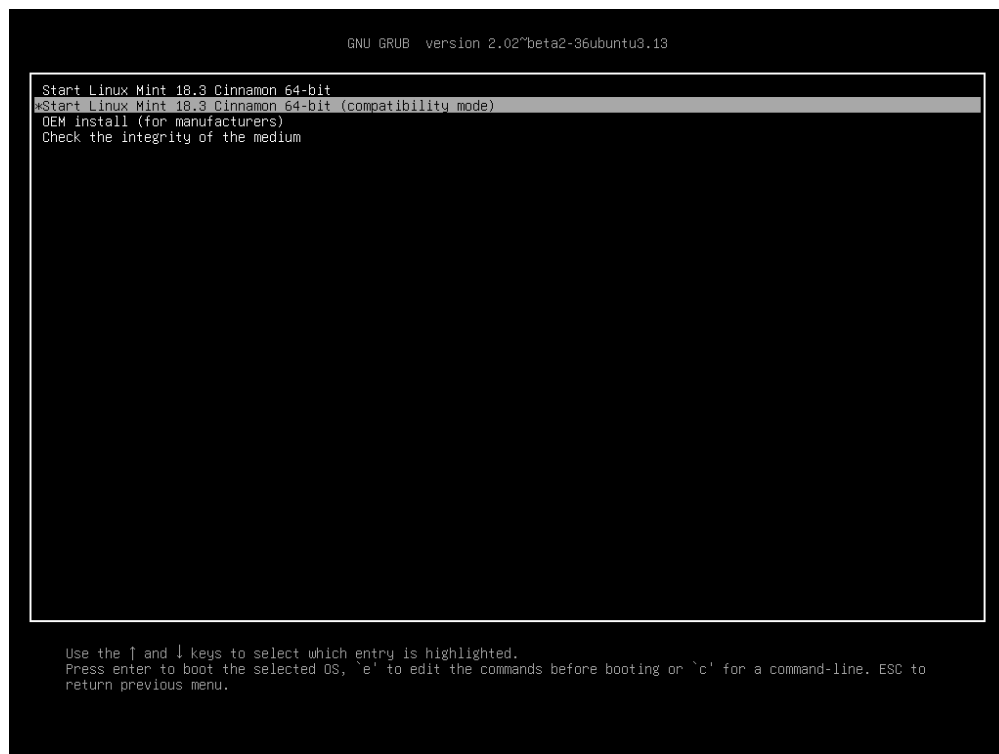 GNU GRUB  version 2.02~beta2-36ubuntu3.13
Start Linux Mint 18.3 Cinnamon 64-bit
*Start Linux Mint 18.3 Cinnamon 64-bit (compatibility mode)
OEM install (for manufacturers)
Check the integrity of the medium
Use the ↑ and ↓ keys to select which entry is highlighted.
Press enter to boot the selected OS, `e' to edit the commands before booting or `c' for a command-line. ESC to
return previous menu.